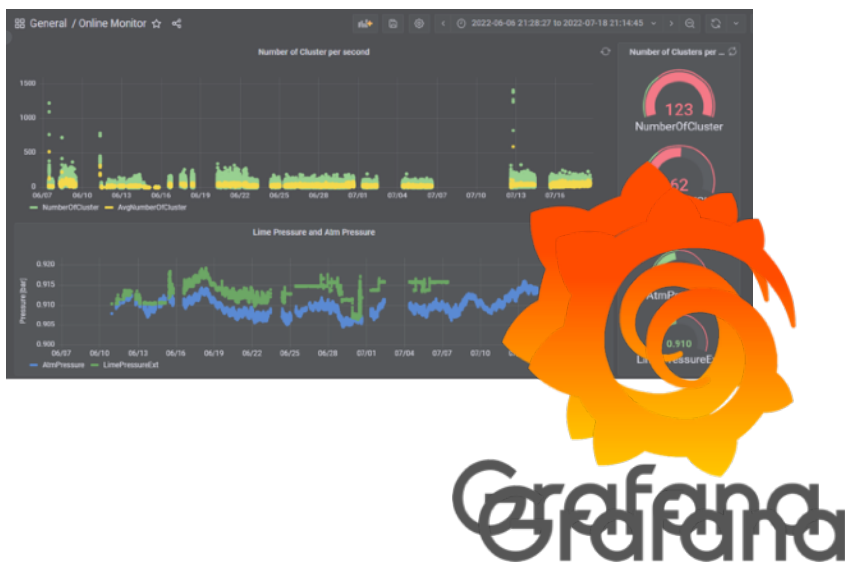 General / Online Monitor
2022-06-06 21:28:27 to 2022-07-18 21:14:45
Number of Cluster per second
1500
1000
500
0
06/07 06/10 06/13 06/16 06/19 06/22 06/25 06/28 07/01 07/04 07/07 07/10 07/13 07/16
NumberOfCluster AvgNumberOfCluster
Number of Clusters per ...
123
NumberOfCluster
62
Lime Pressure and Atm Pressure
Pressure [bar]
0.920
0.915
0.910
0.905
0.900
06/07 06/10 06/13 06/16 06/19 06/22 06/25 06/28 07/01 07/04 07/07 07/10
AtmPressure LimePressureExt
0.910
Grafana
Grafana